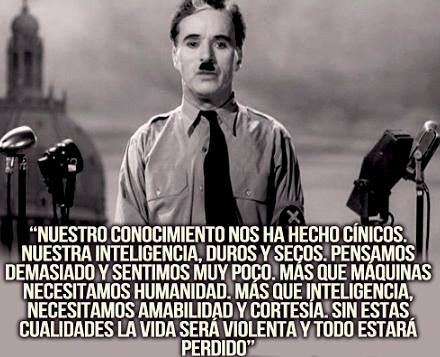 “NUESTRO CONOCIMIENTO NOS HA HECHO CÍNICOS.
NUESTRA INTELIGENCIA, DUROS Y SECOS. PENSAMOS
DEMASIADO Y SENTIMOS MUY POCO. MÁS QUE MÁQUINAS
NECESITAMOS HUMANIDAD. MÁS QUE INTELIGENCIA,
NECESITAMOS AMABILIDAD Y CORTESÍA. SIN ESTAS
CUALIDADES LA VIDA SERÁ VIOLENTA Y TODO ESTARÁ
PERDIDO”